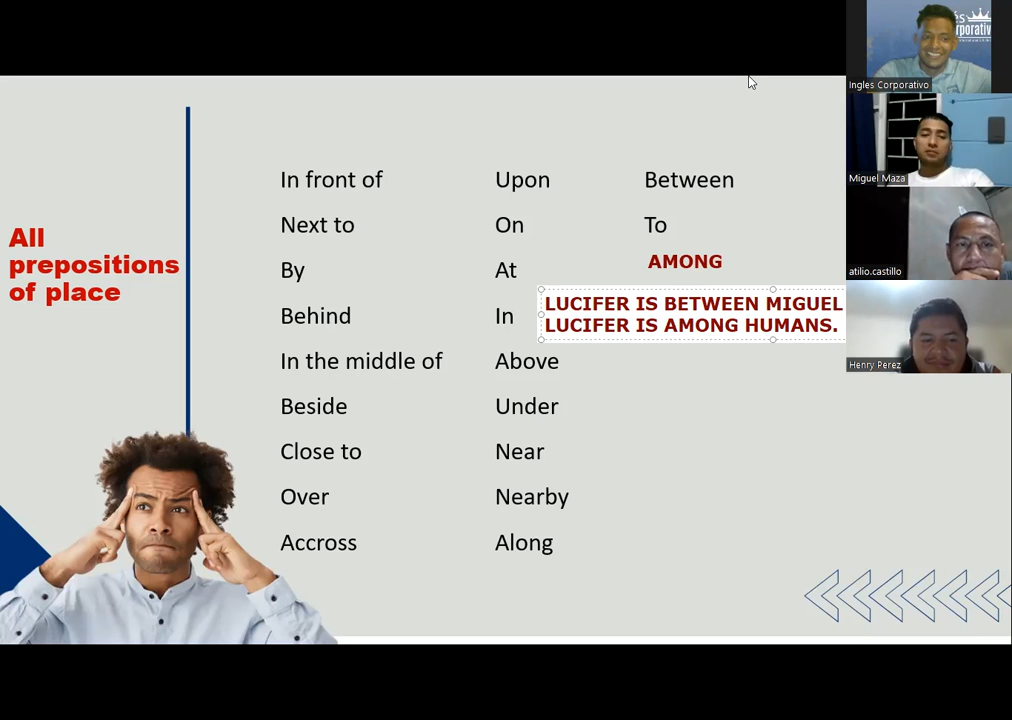 All
prepositions
of place
In front of
Next to
By
Behind
In the middle of
Beside
Close to
Over
Accross
Upon
On
At
In
Above
Under
Near
Nearby
Along
Between
To
AMONG
LUCIFER IS BETWEEN MIGUEL
LUCIFER IS AMONG HUMANS.
Ingles Corporativo
Miguel Maza
atilio.castillo
Henry Perez